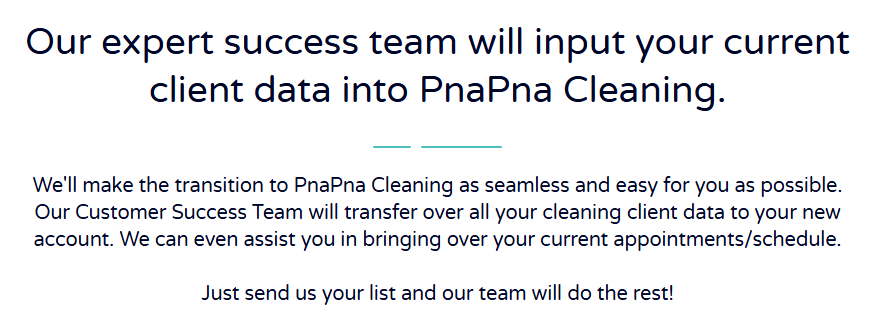 Our expert success team will input your current
client data into PnaPna Cleaning.
We'll make the transition to PnaPna Cleaning as seamless and easy for you as possible.
Our Customer Success Team will transfer over all your cleaning client data to your new
account. We can even assist you in bringing over your current appointments/schedule.
Just send us your list and our team will do the rest!